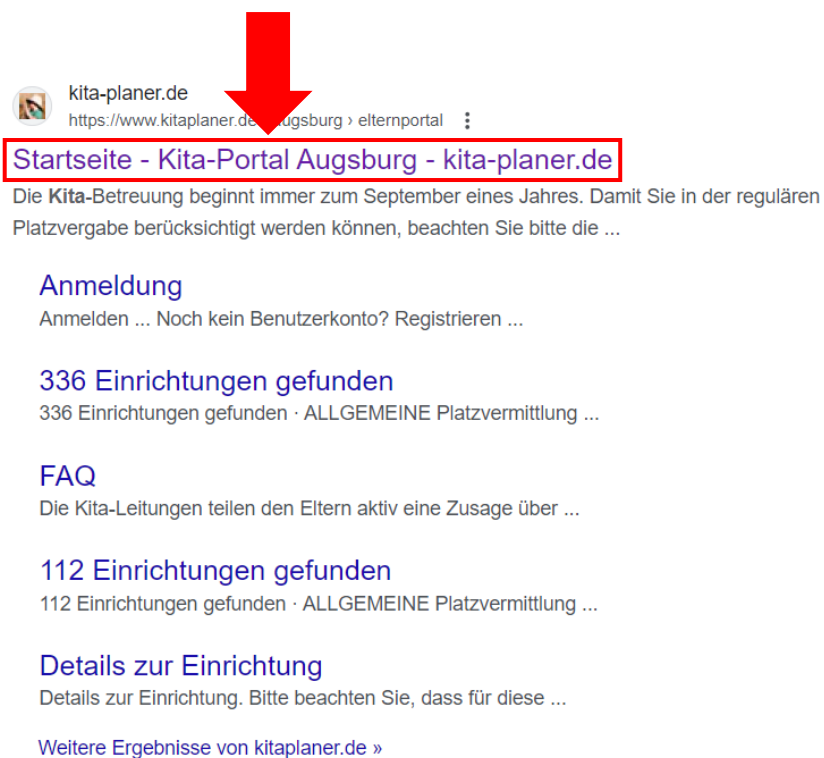 kita-planer.de
https://www.kitaplaner.de ugsburg › elternportal
Startseite - Kita-Portal Augsburg - kita-planer.de
Die Kita-Betreuung beginnt immer zum September eines Jahres. Damit Sie in der regulären
Platzvergabe berücksichtigt werden können, beachten Sie bitte die ...
Anmeldung
Anmelden ... Noch kein Benutzerkonto? Registrieren ...
336 Einrichtungen gefunden
336 Einrichtungen gefunden · ALLGEMEINE Platzvermittlung ...
FAQ
Die Kita-Leitungen teilen den Eltern aktiv eine Zusage über ...
112 Einrichtungen gefunden
112 Einrichtungen gefunden · ALLGEMEINE Platzvermittlung ...
Details zur Einrichtung
Details zur Einrichtung. Bitte beachten Sie, dass für diese ...
Weitere Ergebnisse von kitaplaner.de »